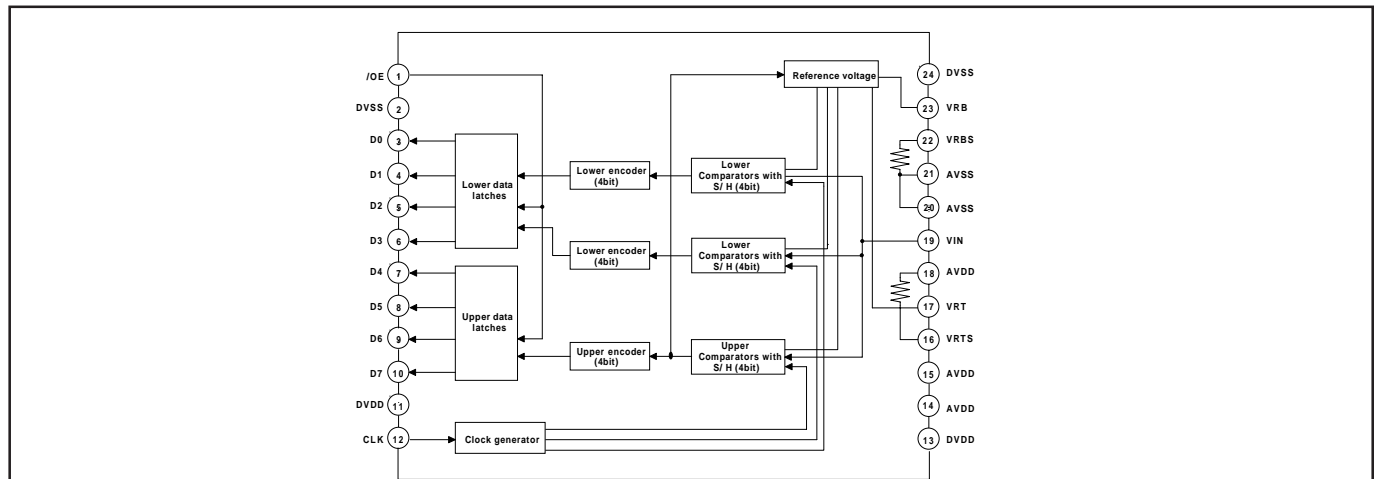 /OE 1
DVSS 2
D0 3
D1 4
D2 5
D3 6
D4 7
D5 8
D6 9
D7 10
DVDD 11
CLK 12
Lower data
latches
Upper data
latches
Clock generator
Lower encoder
(4bit)
Lower encoder
(4bit)
Upper encoder
(4bit)
Reference voltage
Lower
Comparators with
S/ H (4bit)
Lower
Comparators with
S/ H (4bit)
Upper
Comparators with
S/ H (4bit)
24 DVSS
23 VRB
22 VRBS
21 AVSS
20 AVSS
19 VIN
18 AVDD
17 VRT
16 VRTS
15 AVDD
14 AVDD
13 DVDD